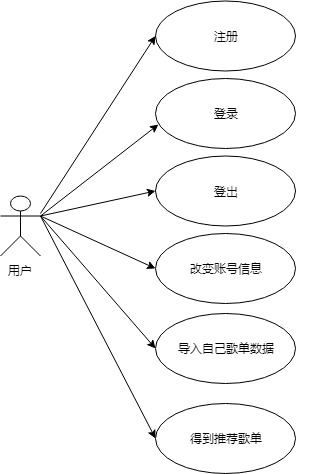 注册
登录
登出
用户
改变账号信息
导入自己歌单数据
得到推荐歌单